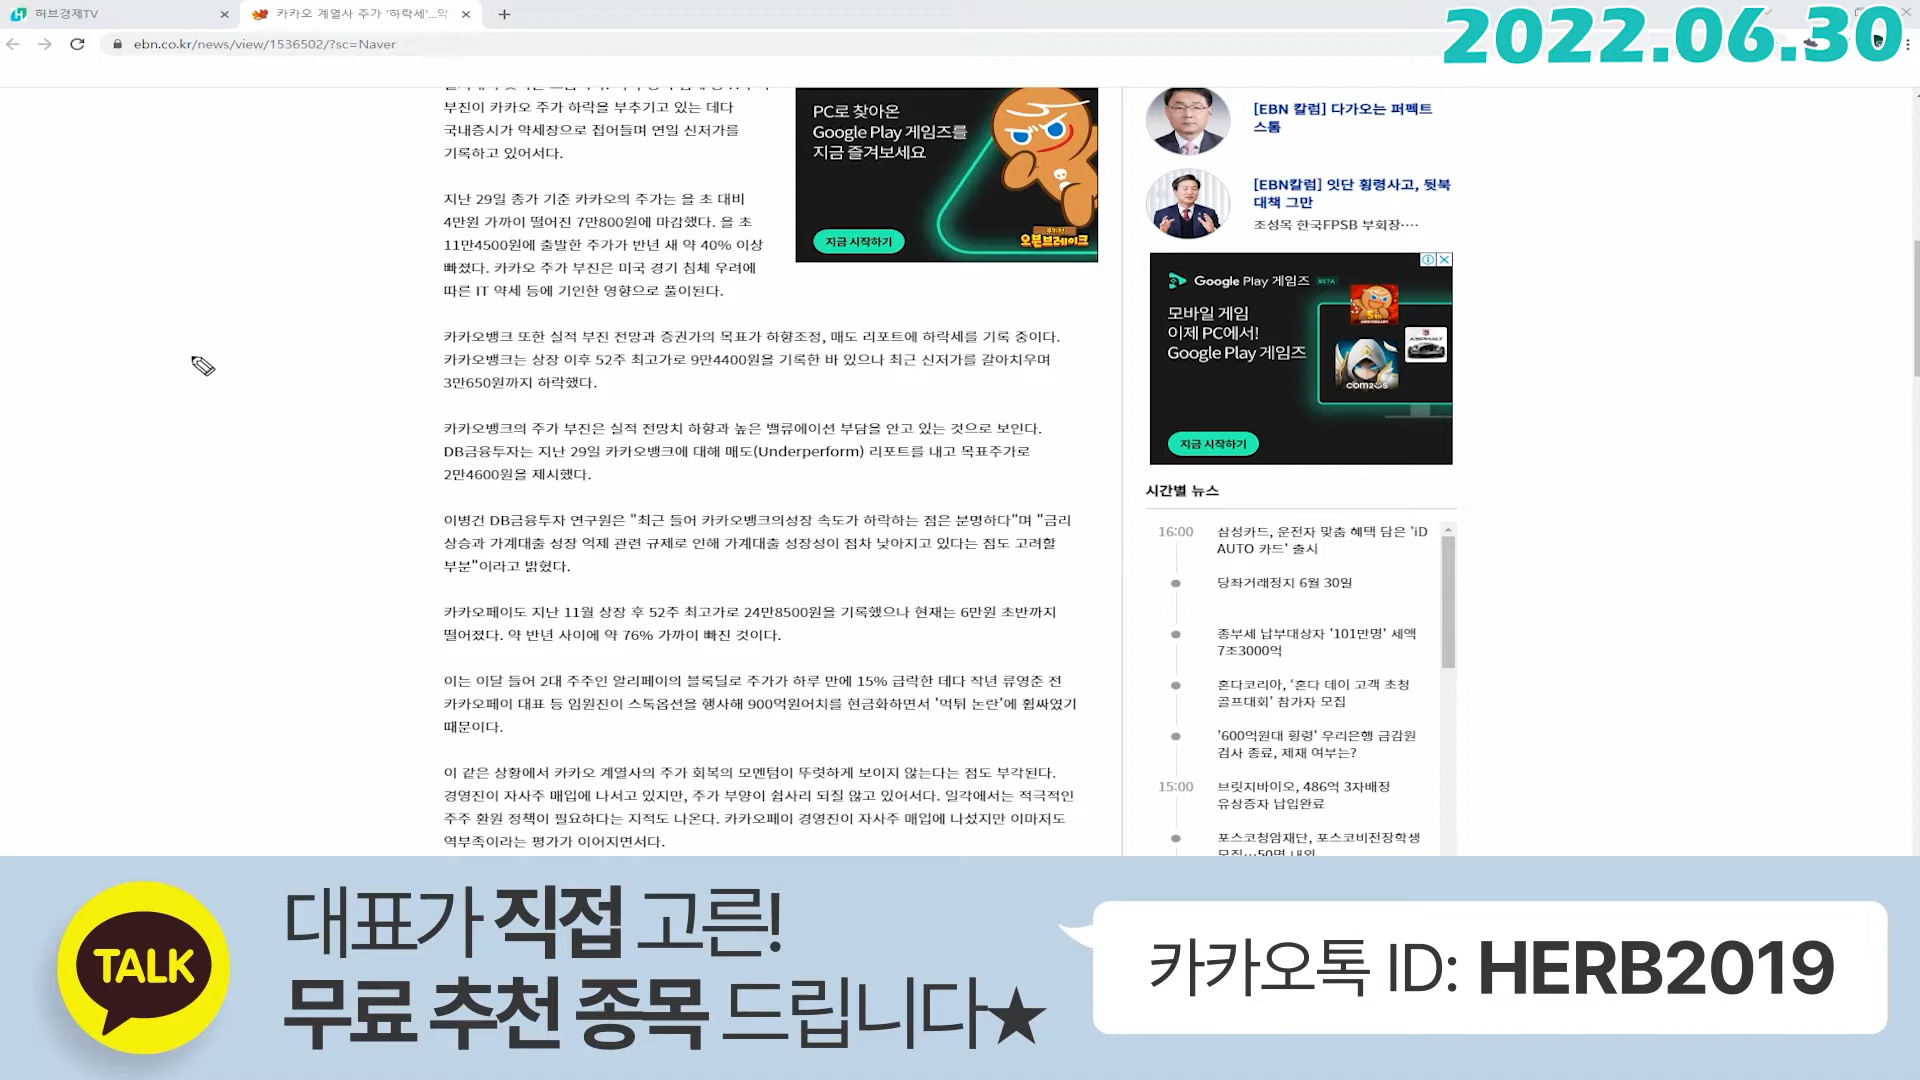 허브경제TV
카카오 계열사 주가 '하락세'...약
2022.06.30
ebn.co.kr/news/view/1536502/?sc=Naver
부진이 카카오 주가 하락을 부추기고 있는 데다
국내증시가 약세장으로 접어들며 연일 신저가를
기록하고 있어서다.
지난 29일 종가 기준 카카오의 주가는 올 초 대비
4만원 가까이 떨어진 7만800원에 마감했다. 올 초
11만4500원에 출발한 주가가 반년 새 약 40% 이상
빠졌다. 카카오 주가 부진은 미국 경기 침체 우려에
따른 IT 약세 등에 기인한 영향으로 풀이된다.
카카오뱅크 또한 실적 부진 전망과 증권가의 목표가 하향조정, 매도 리포트에 하락세를 기록 중이다.
카카오뱅크는 상장 이후 52주 최고가로 9만4400원을 기록한 바 있으나 최근 신저가를 갈아치우며
3만650원까지 하락했다.
카카오뱅크의 주가 부진은 실적 전망치 하향과 높은 밸류에이션 부담을 안고 있는 것으로 보인다.
DB금융투자는 지난 29일 카카오뱅크에 대해 매도(Underperform) 리포트를 내고 목표주가로
2만4600원을 제시했다.
이병건 DB금융투자 연구원은 "최근 들어 카카오뱅크의성장 속도가 하락하는 점은 분명하다"며 "금리
상승과 가계대출 성장 억제 관련 규제로 인해 가계대출 성장성이 점차 낮아지고 있다는 점도 고려할
부분"이라고 밝혔다.
카카오페이도 지난 11월 상장 후 52주 최고가로 24만8500원을 기록했으나 현재는 6만원 초반까지
떨어졌다. 약 반년 사이에 약 76% 가까이 빠진 것이다.
이는 이달 들어 2대 주주인 알리페이의 블록딜로 주가가 하루 만에 15% 급락한 데다 작년 류영준 전
카카오페이 대표 등 임원진이 스톡옵션을 행사해 900억원어치를 현금화하면서 '먹튀 논란'에 휩싸였기
때문이다.
이 같은 상황에서 카카오 계열사의 주가 회복의 모멘텀이 뚜렷하게 보이지 않는다는 점도 부각된다.
경영진이 자사주 매입에 나서고 있지만, 주가 부양이 쉽사리 되질 않고 있어서다. 일각에서는 적극적인
주주 환원 정책이 필요하다는 지적도 나온다. 카카오페이 경영진이 자사주 매입에 나섰지만 이마저도
역부족이라는 평가가 이어지면서다.
PC로 찾아온
Google Play 게임즈를
지금 즐겨보세요
지금 시작하기
쿠키런
오븐브레이크
[EBN 칼럼] 다가오는 퍼펙트
스톰
[EBN칼럼] 잇단 횡령사고, 뒷북
대책 그만
조성목 한국FPSB 부회장····
Google Play 게임즈 BETA
모바일 게임
이제 PC에서!
Google Play 게임즈
5th
ANNIVERSARY
ASPHALT
com2us
지금 시작하기
시간별 뉴스
16:00
삼성카드, 운전자 맞춤 혜택 담은 'iD
AUTO 카드' 출시
당좌거래정지 6월 30일
종부세 납부대상자 '101만명' 세액
7조3000억
혼다코리아, '혼다 데이 고객 초청
골프대회' 참가자 모집
'600억원대 횡령' 우리은행 금감원
검사 종료, 제재 여부는?
15:00
브릿지바이오, 486억 3자배정
유상증자 납입완료
포스코청암재단, 포스코비전장학생
모집…50명 내외
TALK
대표가 직접 고른!
무료 추천 종목 드립니다★
카카오톡 ID: HERB2019